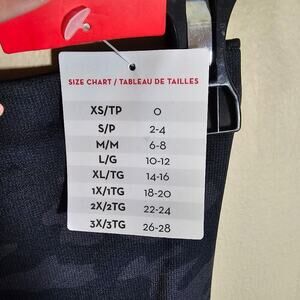 SIZE CHART / TABLEAU DE TAILLES
XS/TP 0
S/P 2-4
M/M 6-8
L/G 10-12
XL/TG 14-16
1X/1TG 18-20
2X/2TG 22-24
3X/3TG 26-28